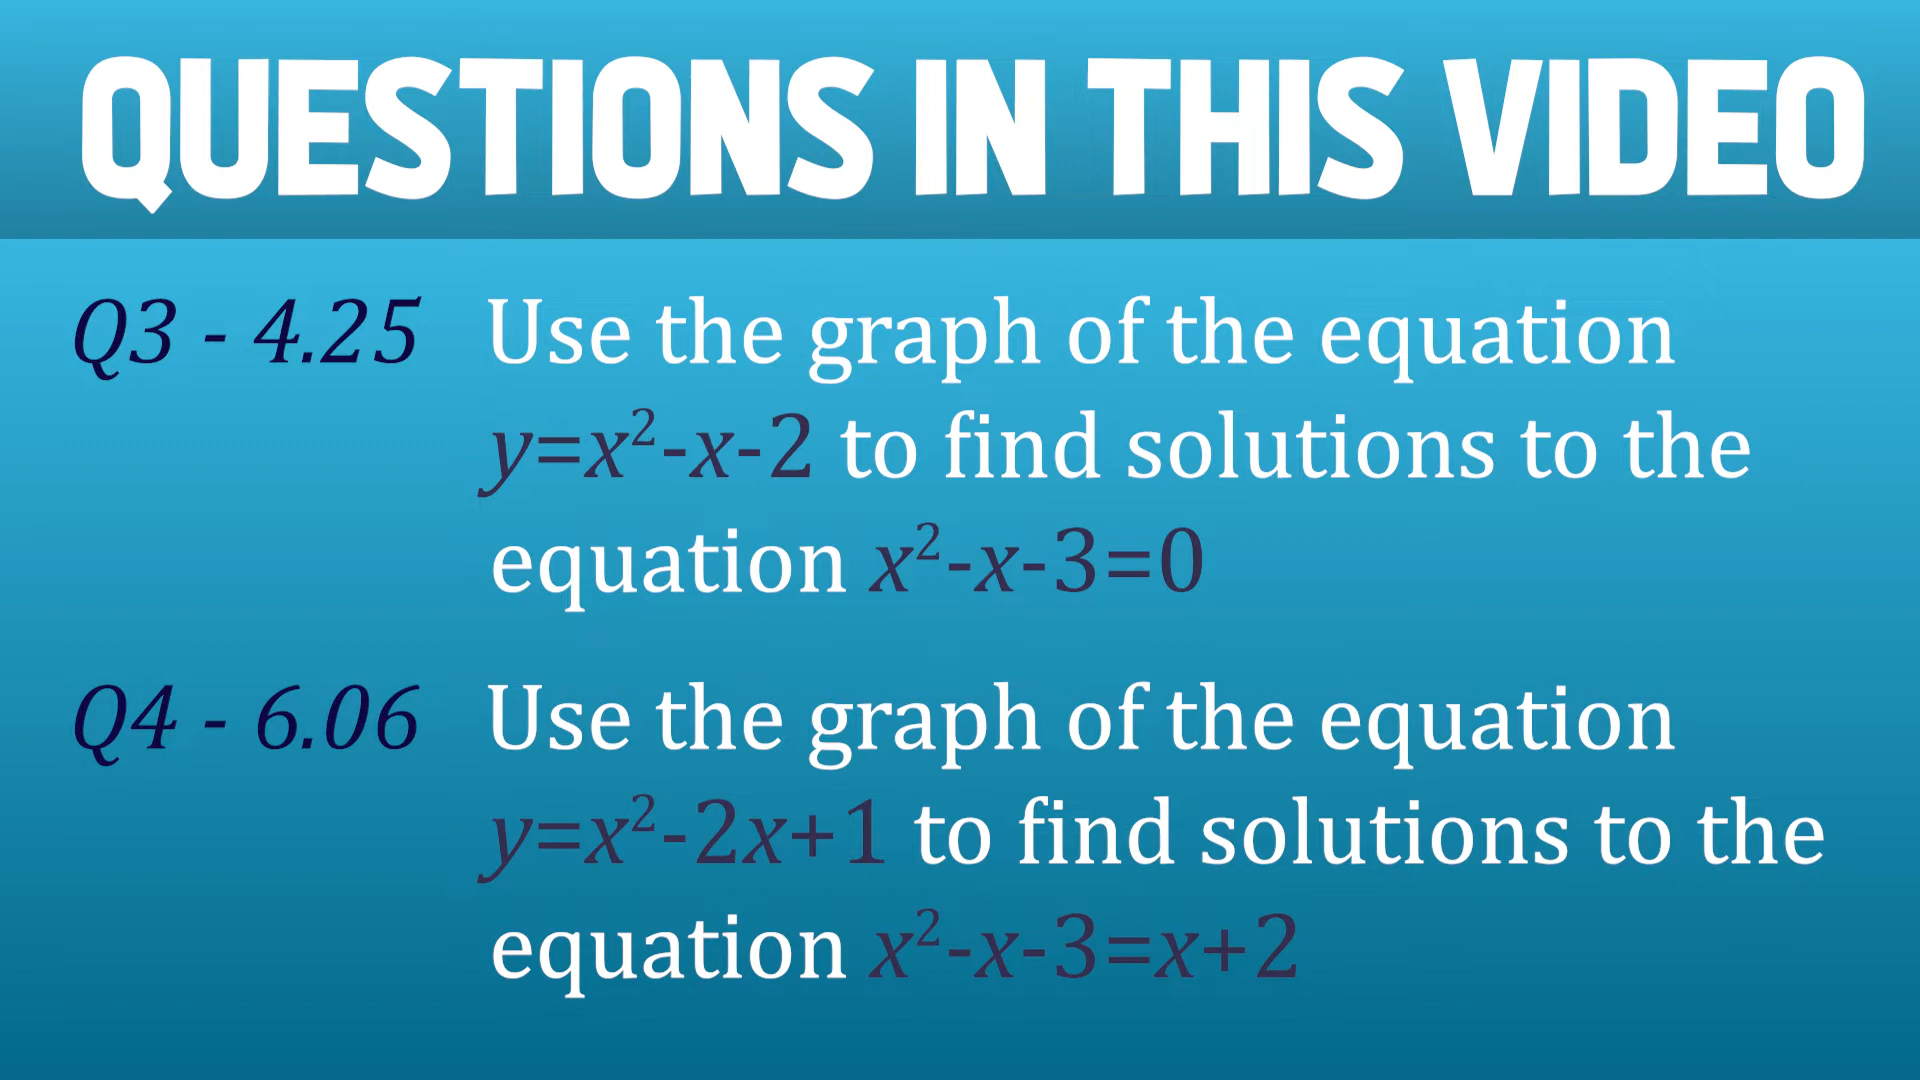 QUESTIONS IN THIS VIDEO
Q3 - 4.25 Use the graph of the equation
y=x²-x-2 to find solutions to the
equation x²-x-3=0
Q4 - 6.06 Use the graph of the equation
y=x²-2x+1 to find solutions to the
equation x²-x-3=x+2